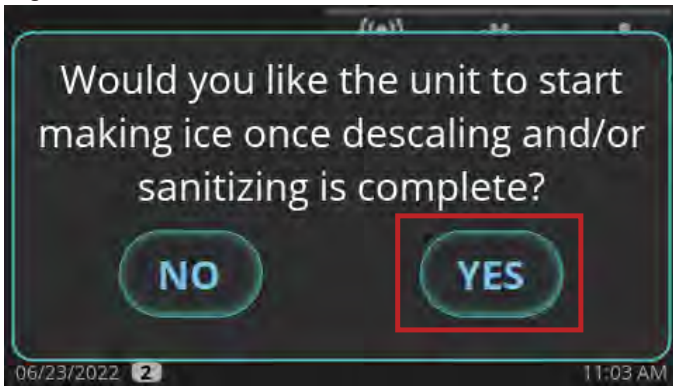 Would you like the unit to start
making ice once descaling and/or
sanitizing is complete?
NO YES
06/23/2022 2 11:03 AM